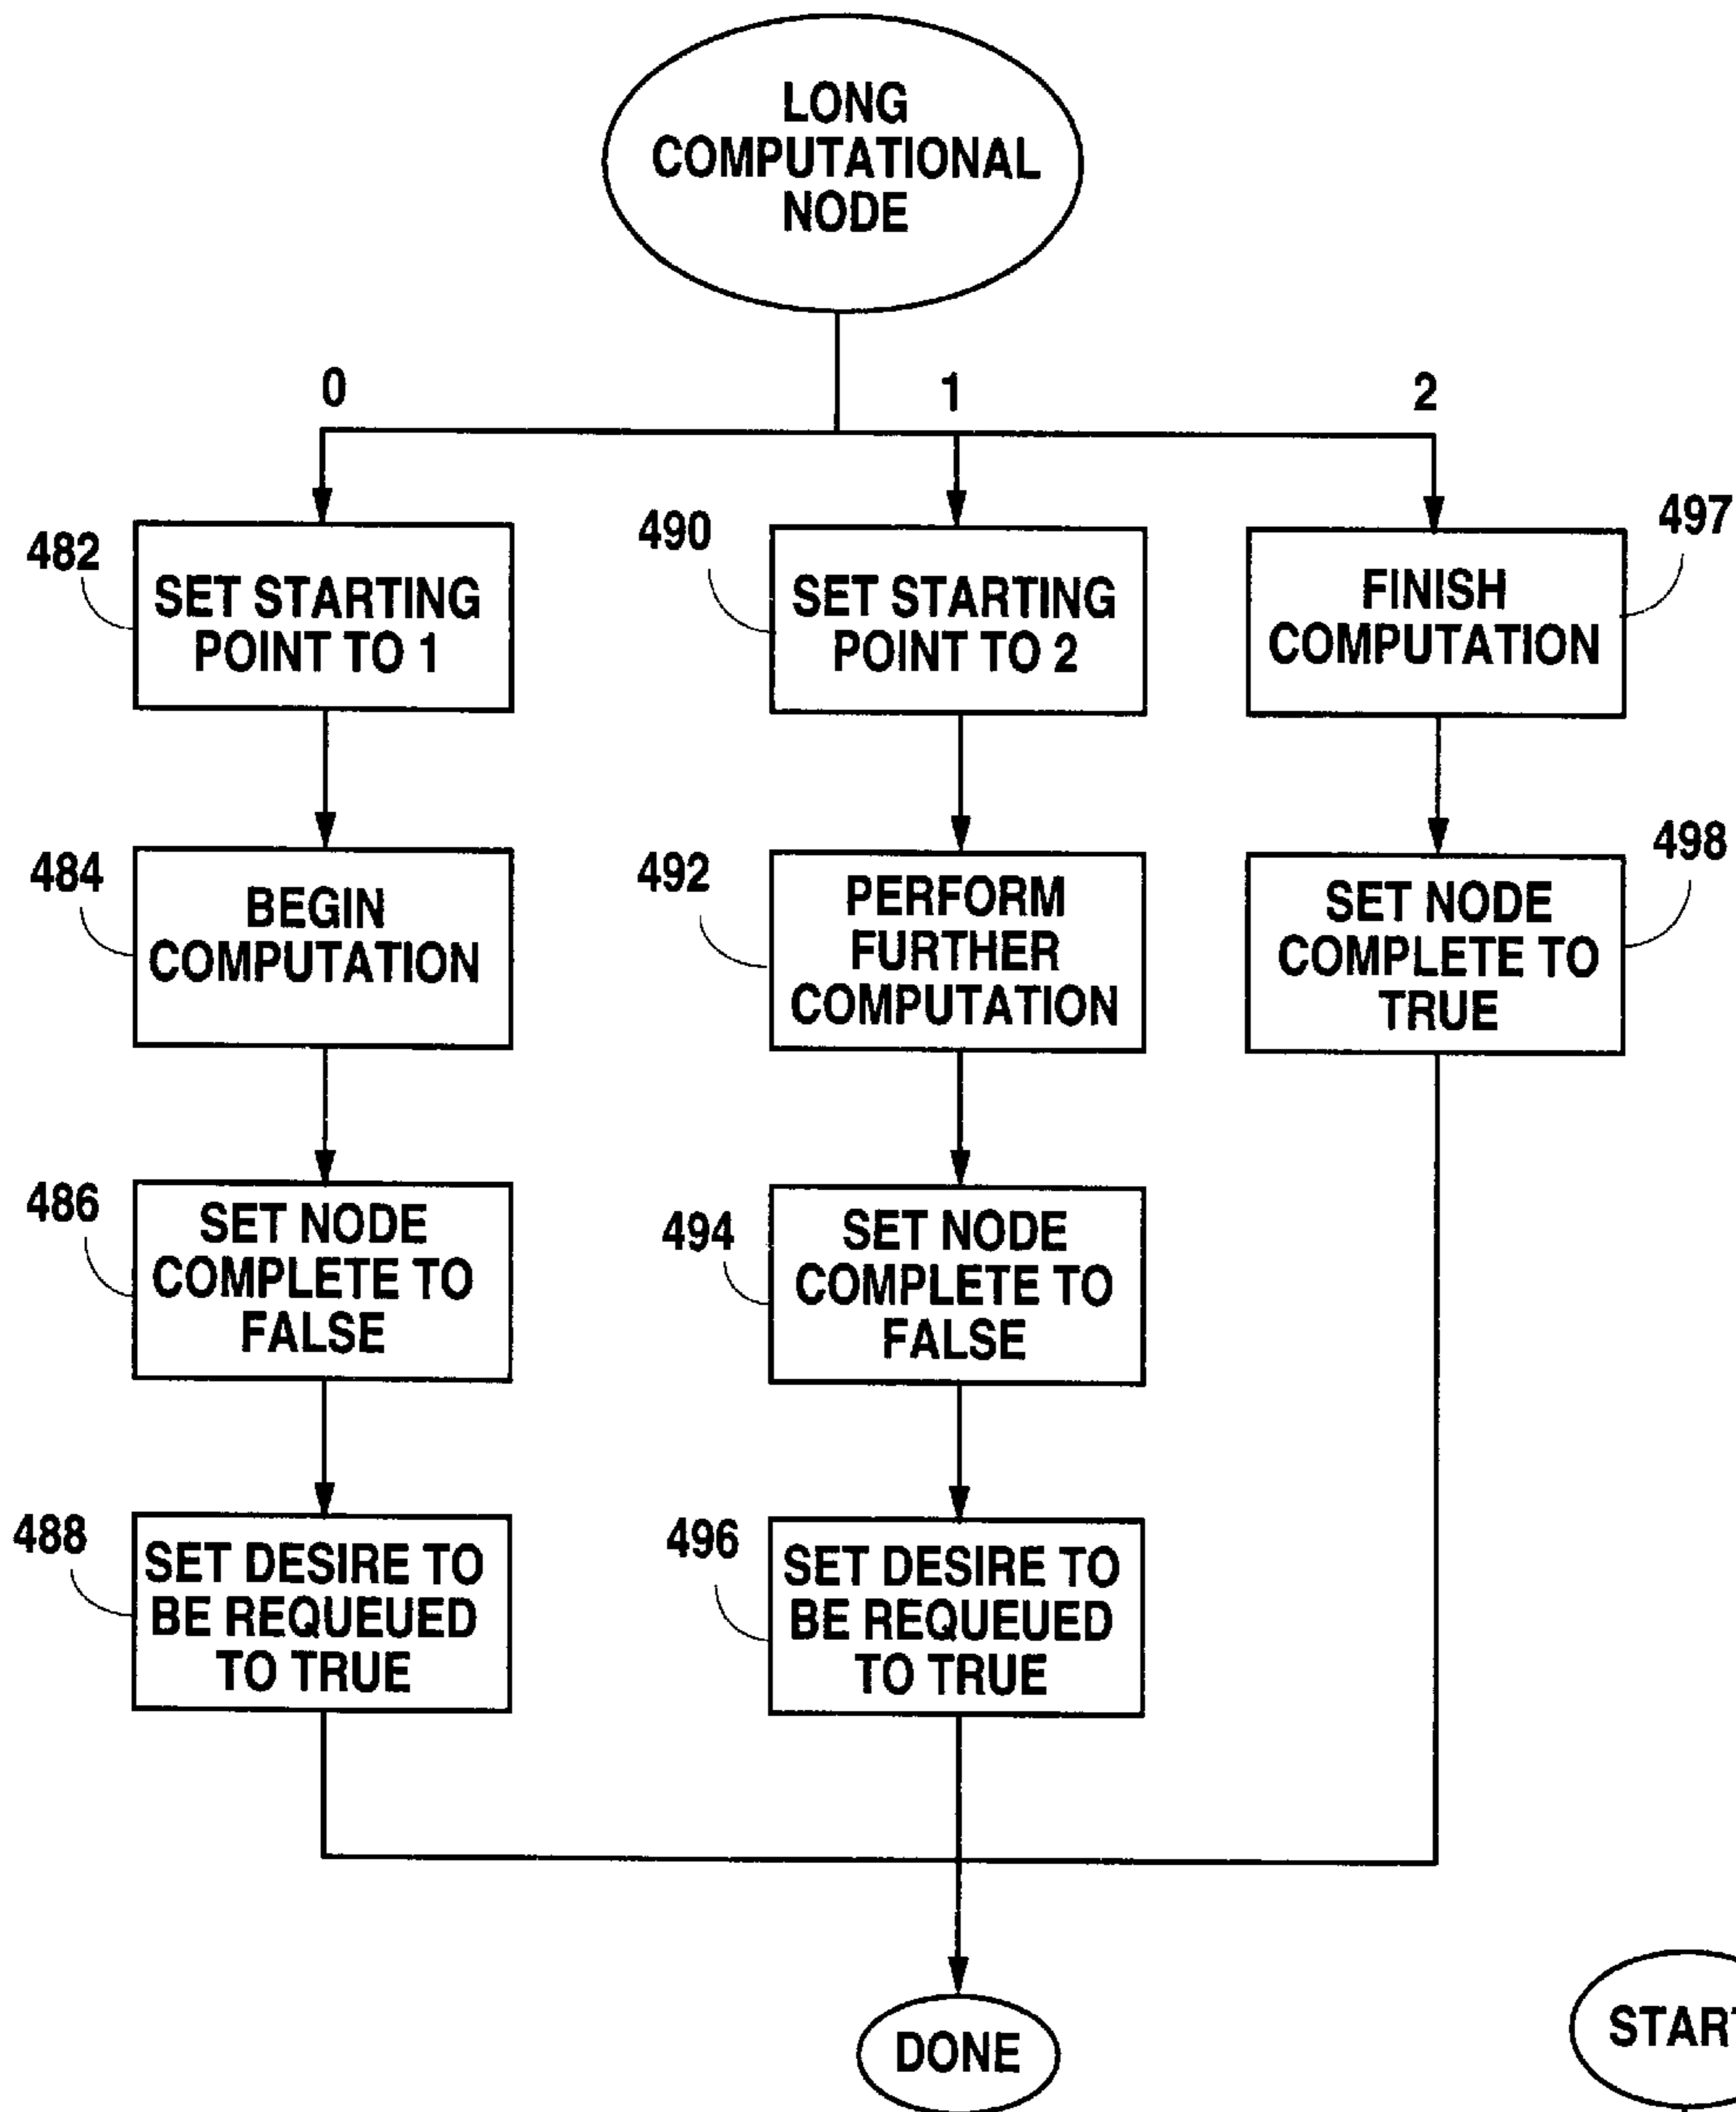 LONG
COMPUTATIONAL
NODE
0
1
2
482
SET STARTING
POINT TO 1
490
SET STARTING
POINT TO 2
497
FINISH
COMPUTATION
484
BEGIN
COMPUTATION
492
PERFORM
FURTHER
COMPUTATION
498
SET NODE
COMPLETE TO
TRUE
486
SET NODE
COMPLETE TO
FALSE
494
SET NODE
COMPLETE TO
FALSE
488
SET DESIRE TO
BE REQUEUED
TO TRUE
496
SET DESIRE TO
BE REQUEUED
TO TRUE
DONE
START